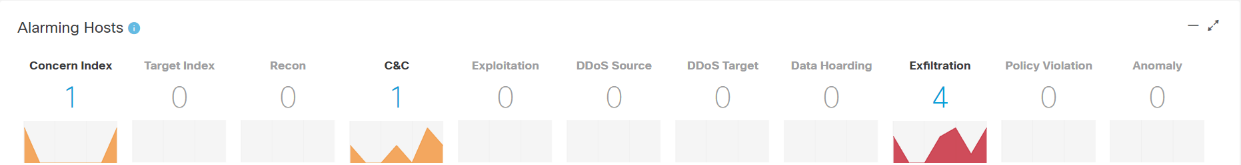 Alarming Hosts
Concern Index Target Index Recon C&C Exploitation DDoS Source DDoS Target Data Hoarding Exfiltration Policy Violation Anomaly
1 0 0 1 0 0 0 0 4 0 0